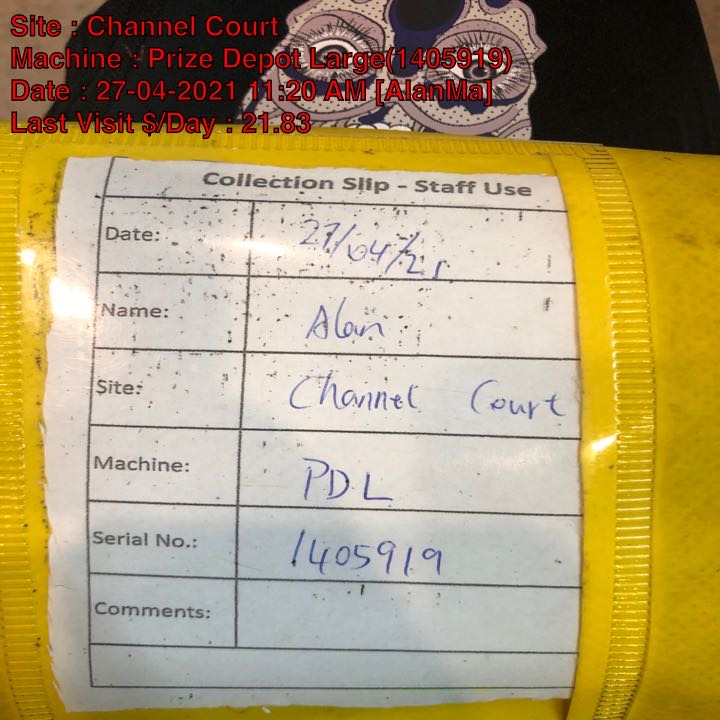 Site : Channel Court
Machine : Prize Depot Large(1405919)
Date : 27-04-2021 11:20 AM [AlanMa]
Last Visit $/Day : 21.83
Collection Slip - Staff Use
Date: 27/04/21
Name: Alan
Site: Channel Court
Machine: PDL
Serial No.: 1405919
Comments: